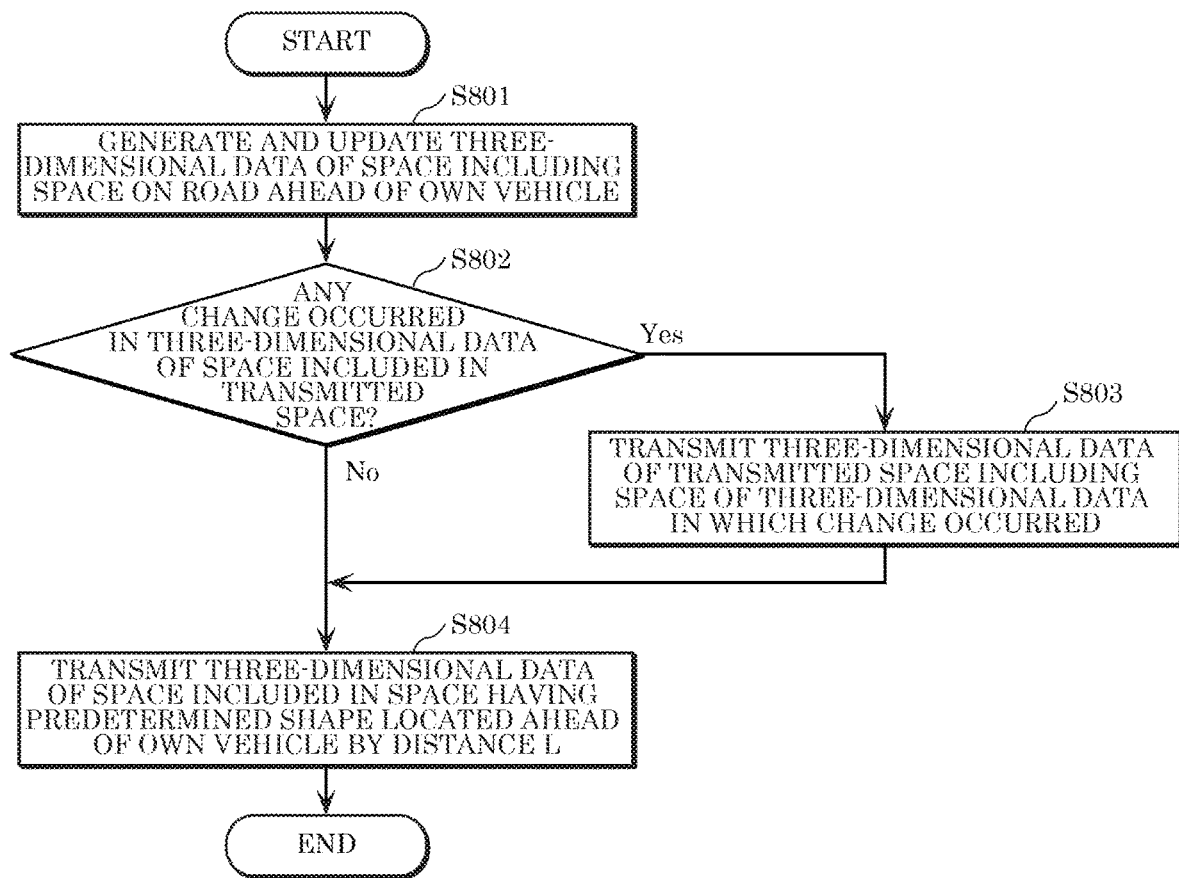 START
S801
GENERATE AND UPDATE THREE-
DIMENSIONAL DATA OF SPACE INCLUDING
SPACE ON ROAD AHEAD OF OWN VEHICLE
S802
ANY
CHANGE OCCURRED
IN THREE-DIMENSIONAL DATA
OF SPACE INCLUDED IN
TRANSMITTED
SPACE?
Yes
No
S803
TRANSMIT THREE-DIMENSIONAL DATA
OF TRANSMITTED SPACE INCLUDING
SPACE OF THREE-DIMENSIONAL DATA
IN WHICH CHANGE OCCURRED
S804
TRANSMIT THREE-DIMENSIONAL DATA
OF SPACE INCLUDED IN SPACE HAVING
PREDETERMINED SHAPE LOCATED AHEAD
OF OWN VEHICLE BY DISTANCE L
END